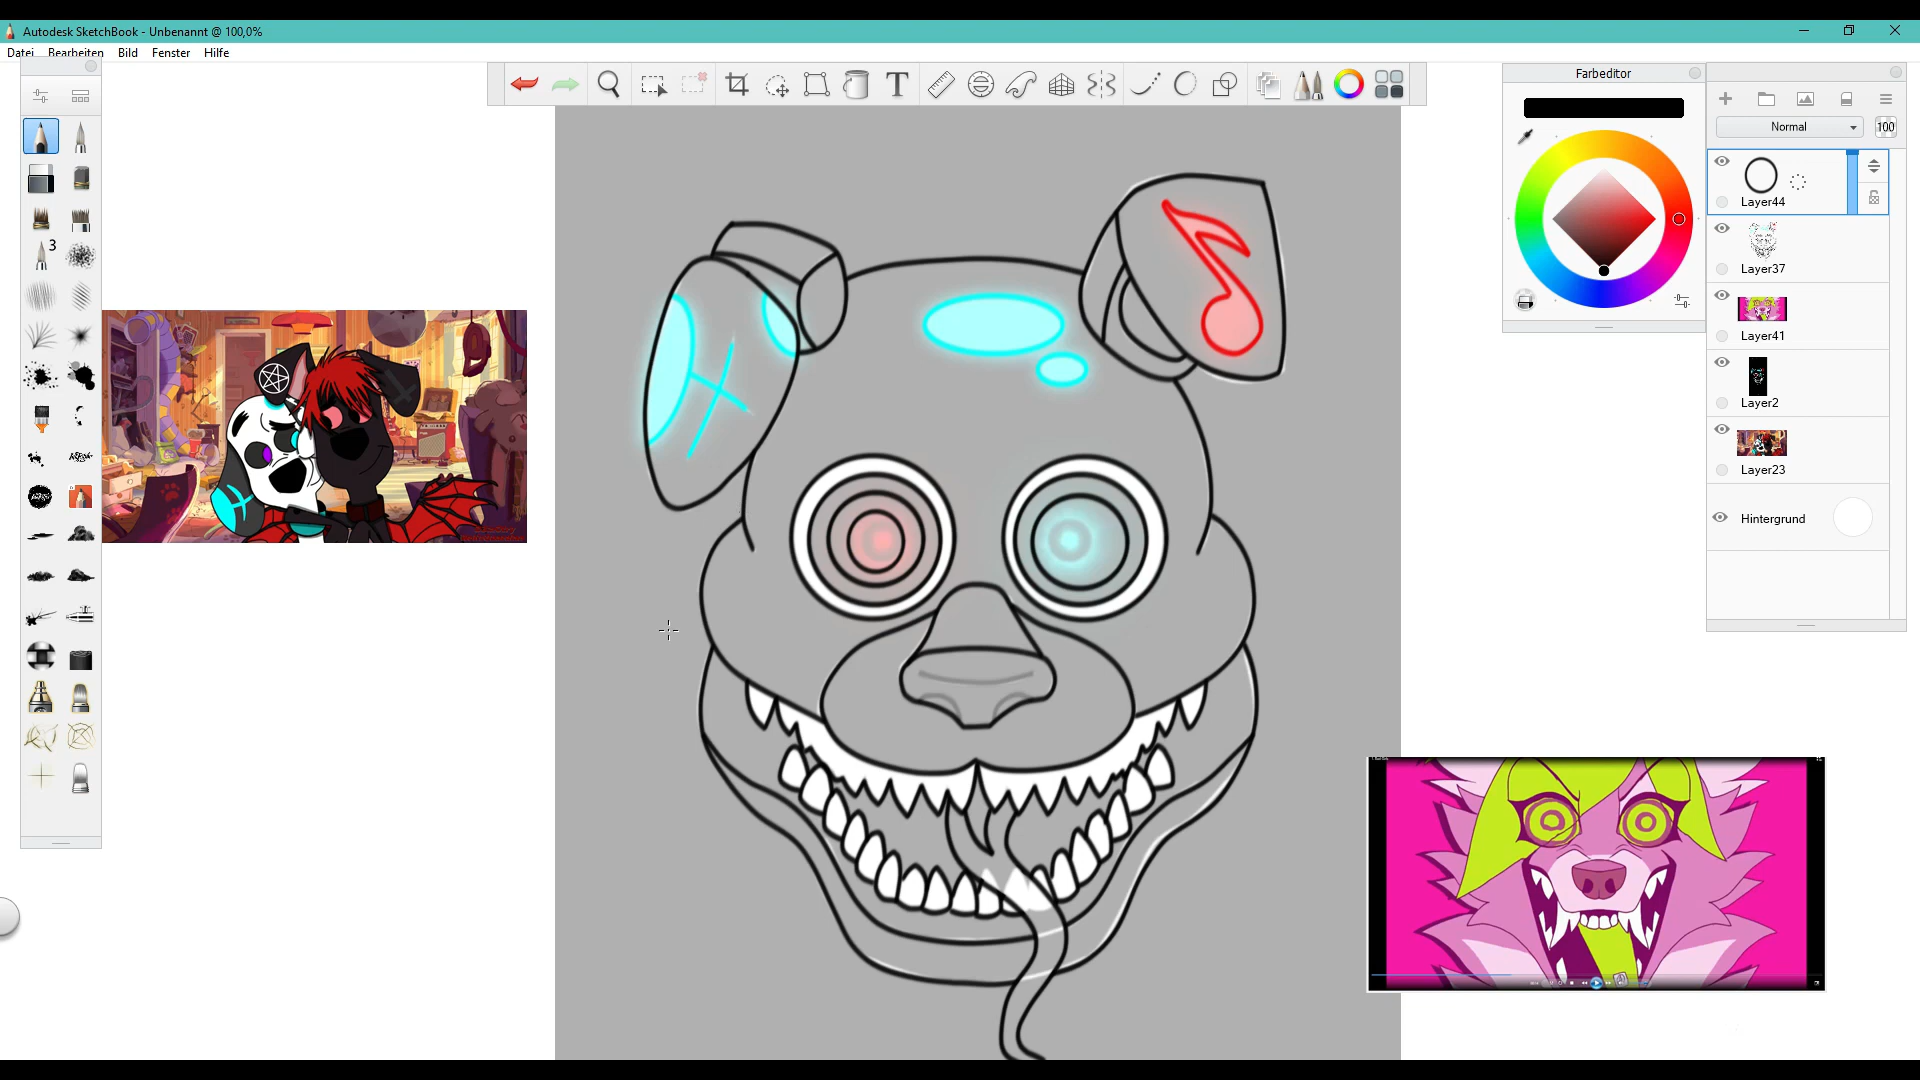 Autodesk SketchBook - Unbenannt @ 100,0%
Datei Bearbeiten Bild Fenster Hilfe
T
3
Farbeditor
Normal 100
Layer44
Layer37
Layer41
Layer2
Layer23
Hintergrund